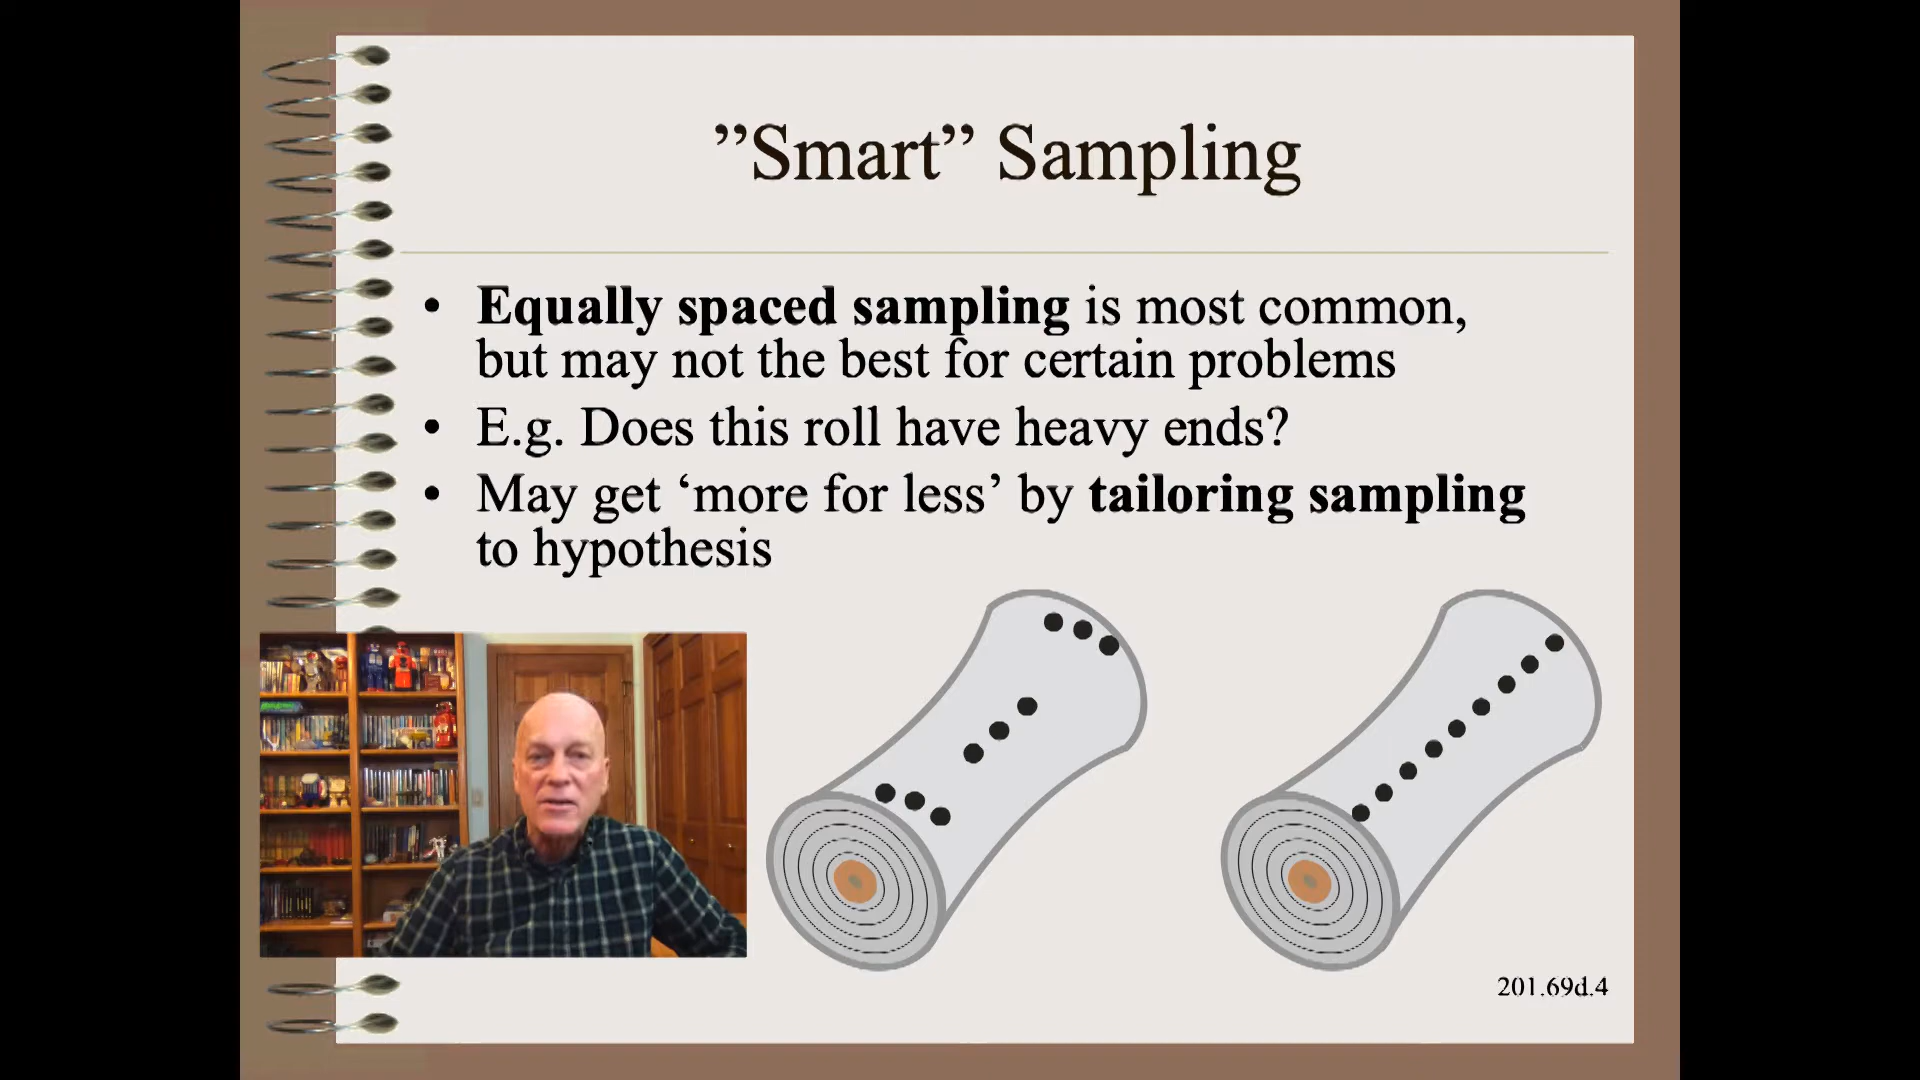 ”Smart” Sampling
• Equally spaced sampling is most common,
but may not the best for certain problems
• E.g. Does this roll have heavy ends?
• May get ‘more for less’ by tailoring sampling
to hypothesis
201.69d.4